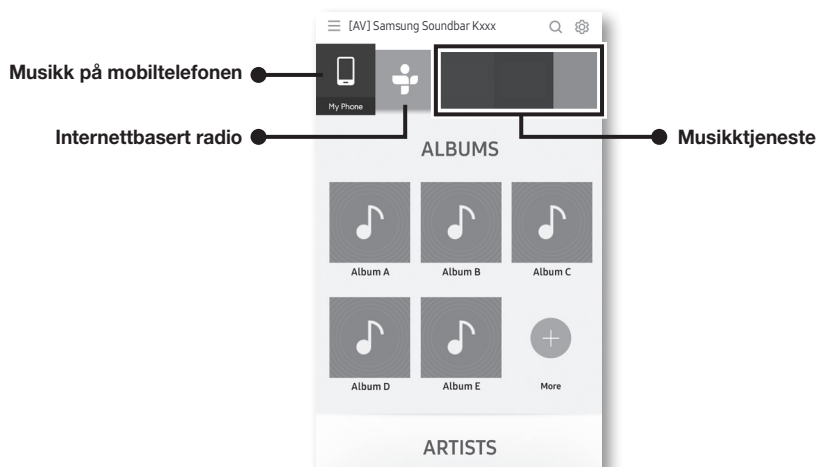 [AV] Samsung Soundbar Kxxx
Musikk på mobiltelefonen
My Phone
Internettbasert radio
Musikktjeneste
ALBUMS
Album A
Album B
Album C
Album D
Album E
More
ARTISTS